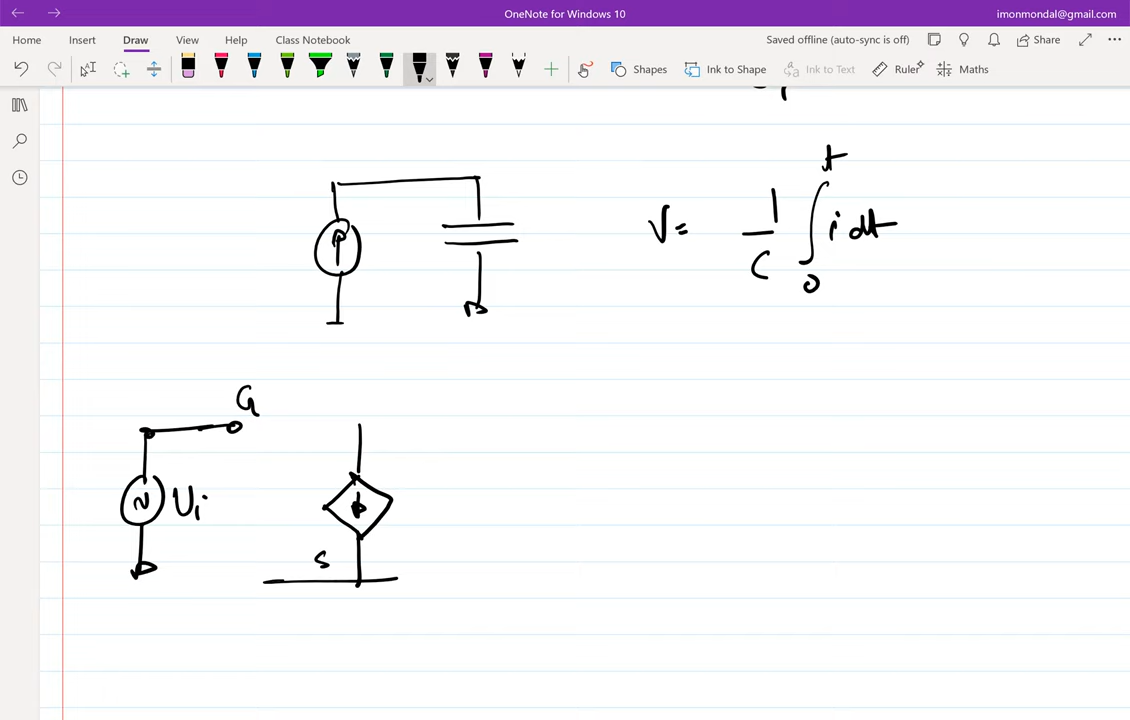 OneNote for Windows 10
imonmondal@gmail.com
Home Insert Draw View Help Class Notebook
Saved offline (auto-sync is off) Share
Shapes Ink to Shape Ink to Text Ruler Maths
V = 1/C ∫₀ᵗ i dt
G
Vi
S